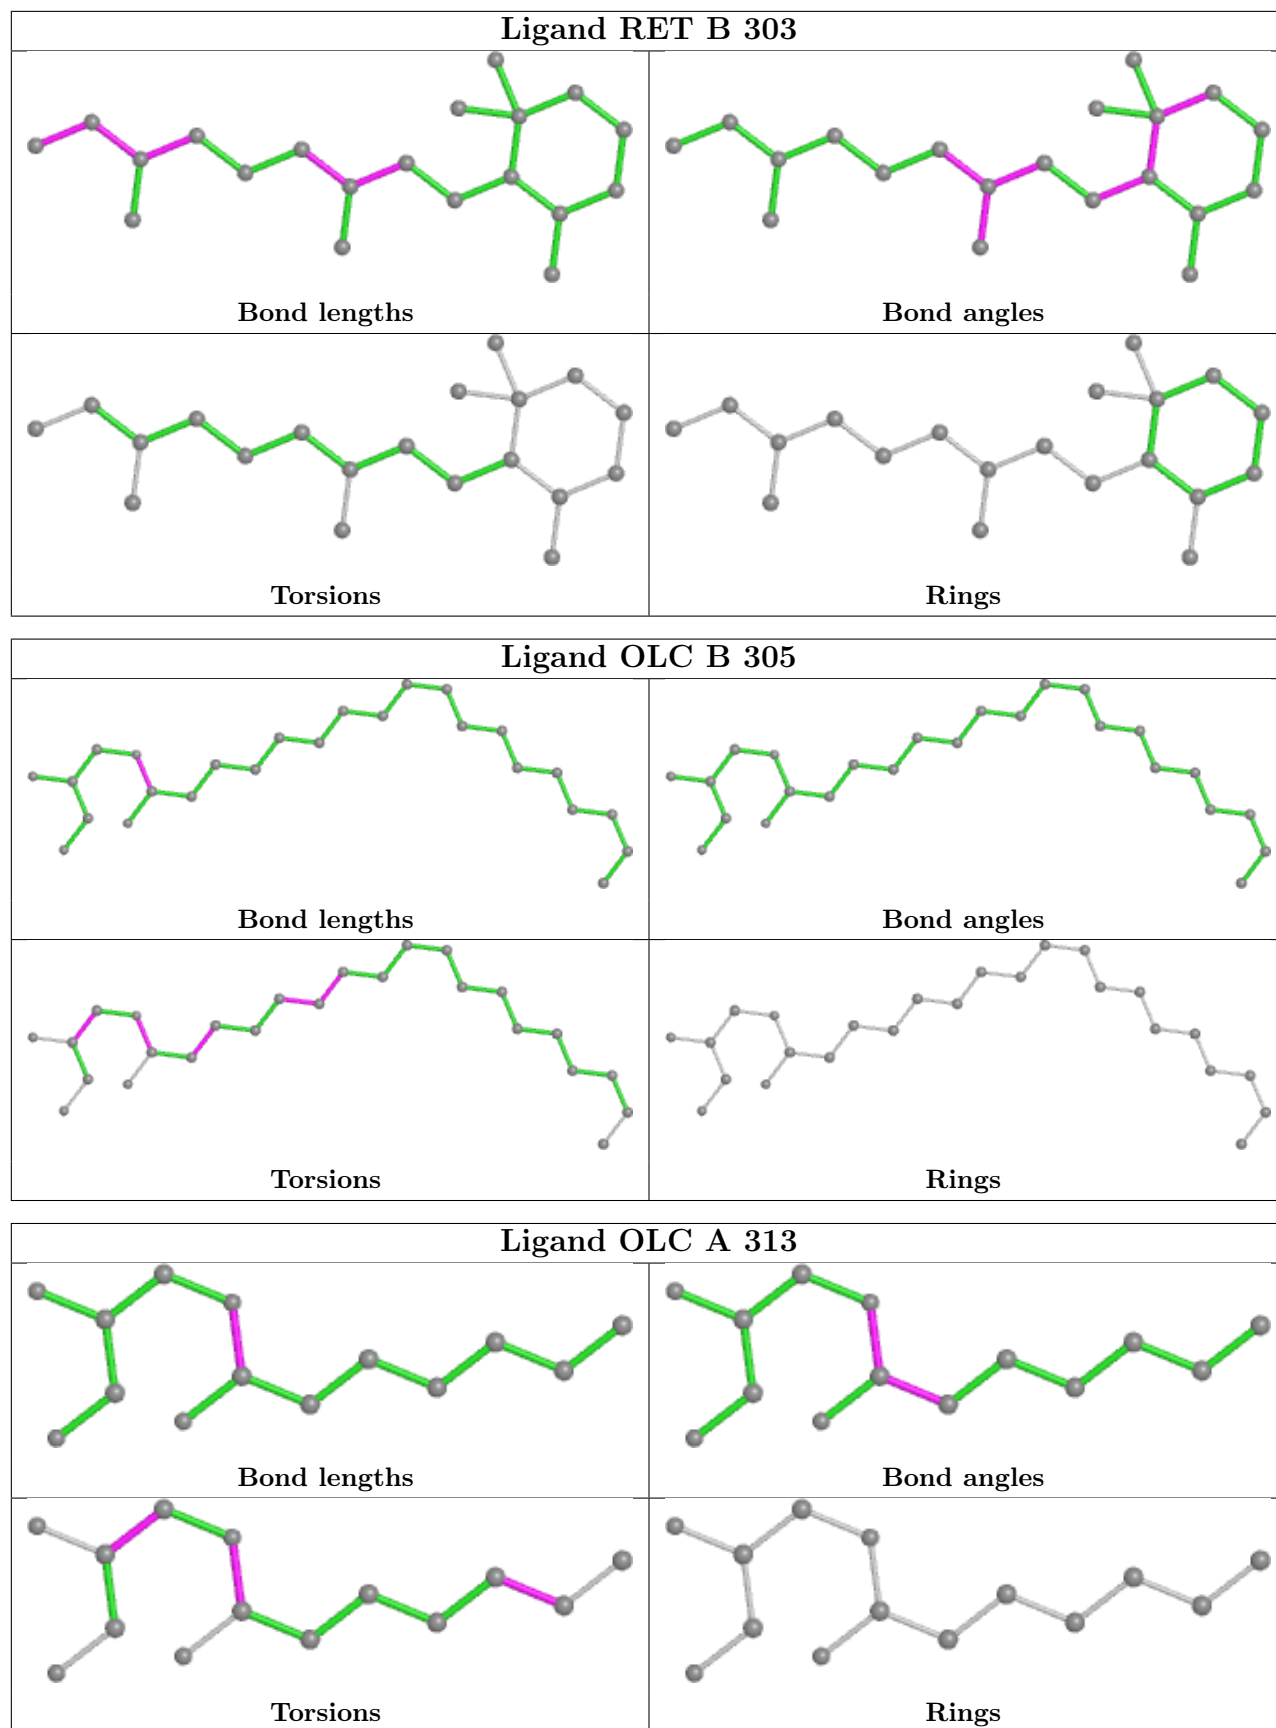 Ligand RET B 303
Bond lengths
Bond angles
Torsions
Rings
Ligand OLC B 305
Bond lengths
Bond angles
Torsions
Rings
Ligand OLC A 313
Bond lengths
Bond angles
Torsions
Rings